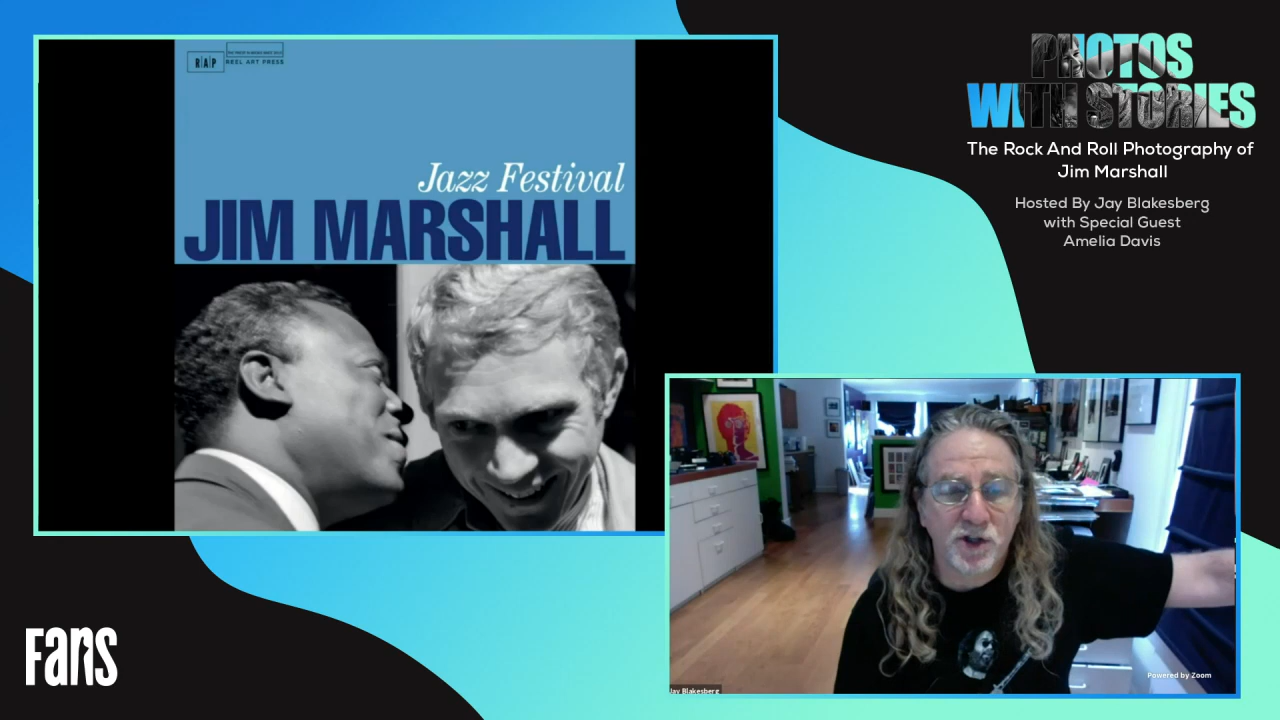 RAP
REEL ART PRESS
Jazz Festival
JIM MARSHALL
PHOTOS
WITH STORIES
The Rock And Roll Photography of
Jim Marshall
Hosted By Jay Blakesberg
with Special Guest
Amelia Davis
Fans
Jay Blakesberg
Powered by Zoom